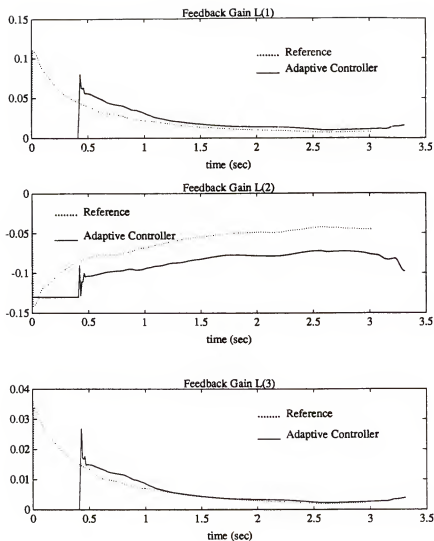 Feedback Gain L(1)
0.15
0.1
0.05
0
Reference
Adaptive Controller
0 0.5 1 1.5 2 2.5 3 3.5
time (sec)
Feedback Gain L(2)
0
-0.05
-0.1
-0.15
Reference
Adaptive Controller
0 0.5 1 1.5 2 2.5 3 3.5
time (sec)
Feedback Gain L(3)
0.04
0.03
0.02
0.01
0
Reference
Adaptive Controller
0 0.5 1 1.5 2 2.5 3 3.5
time (sec)